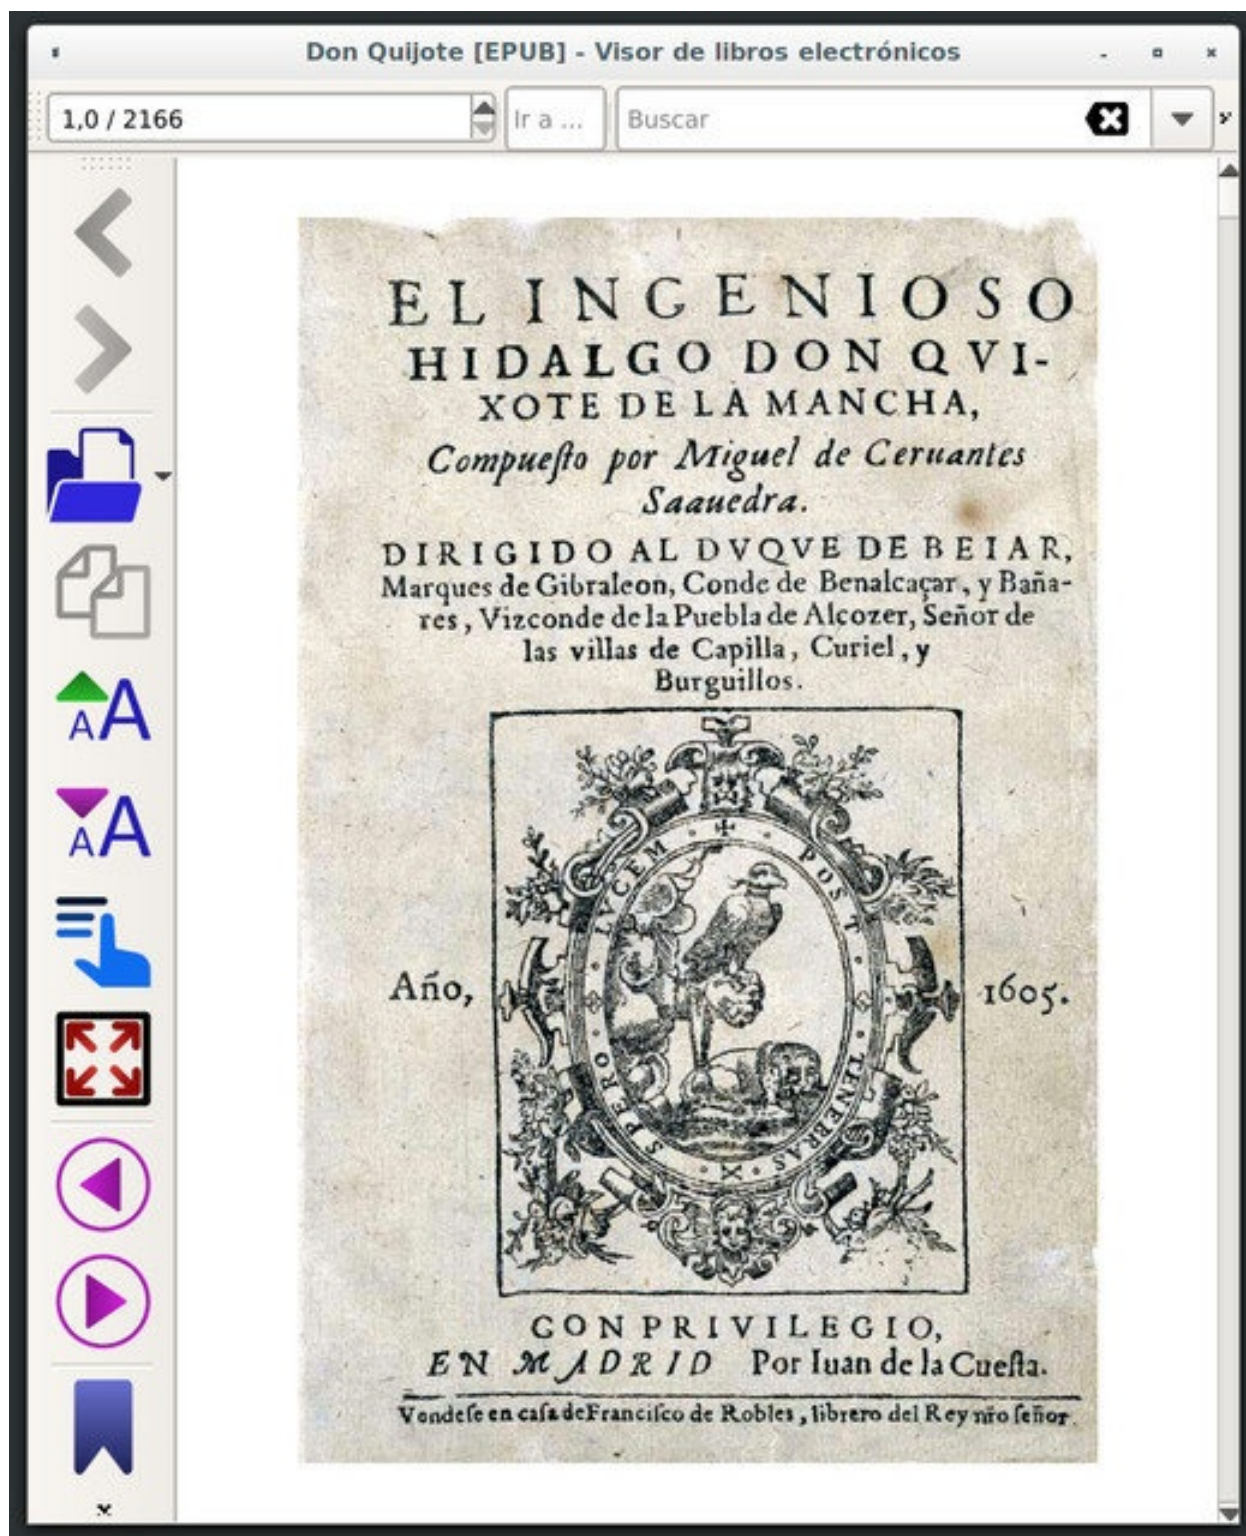 Don Quijote [EPUB] - Visor de libros electrónicos
1,0 / 2166
Ir a ...
Buscar
EL INGENIOSO
HIDALGO DON QVI-
XOTE DE LA MANCHA,
Compueſto por Miguel de Ceruantes
Saauedra.
DIRIGIDO AL DVQVE DE BEIAR,
Marques de Gibraleon, Conde de Benalcaçar, y Baña-
res, Vizconde de la Puebla de Alcozer, Señor de
las villas de Capilla, Curiel, y
Burguillos.
POST TENEBRAS SPERO LVCEM
Año, 1605.
CON PRIVILEGIO,
EN MADRID Por Iuan de la Cueſta.
Vendeſe en caſa de Franciſco de Robles, librero del Rey nr̃o ſeñor.